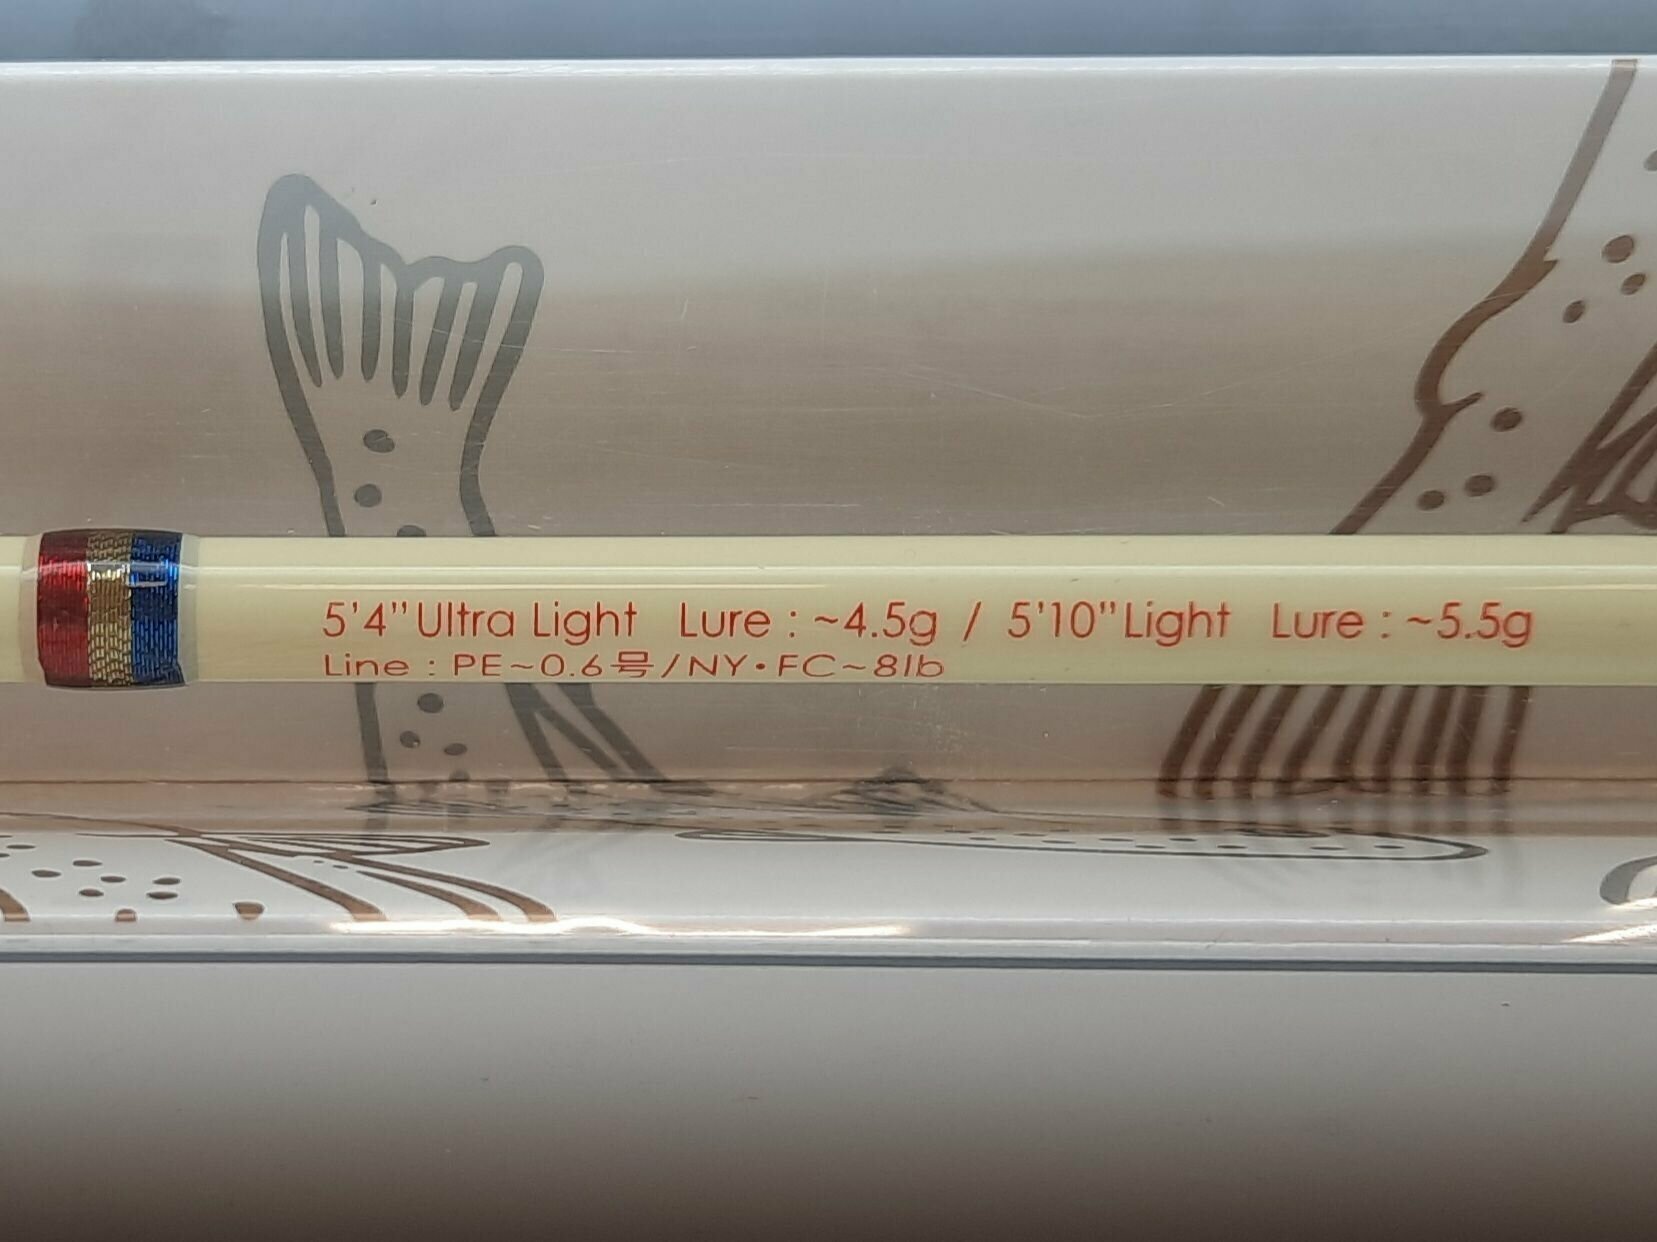 5'4"Ultra Light Lure : ~4.5g / 5'10"Light Lure : ~5.5g
Line : PE~0.6号/NY・FC~8lb